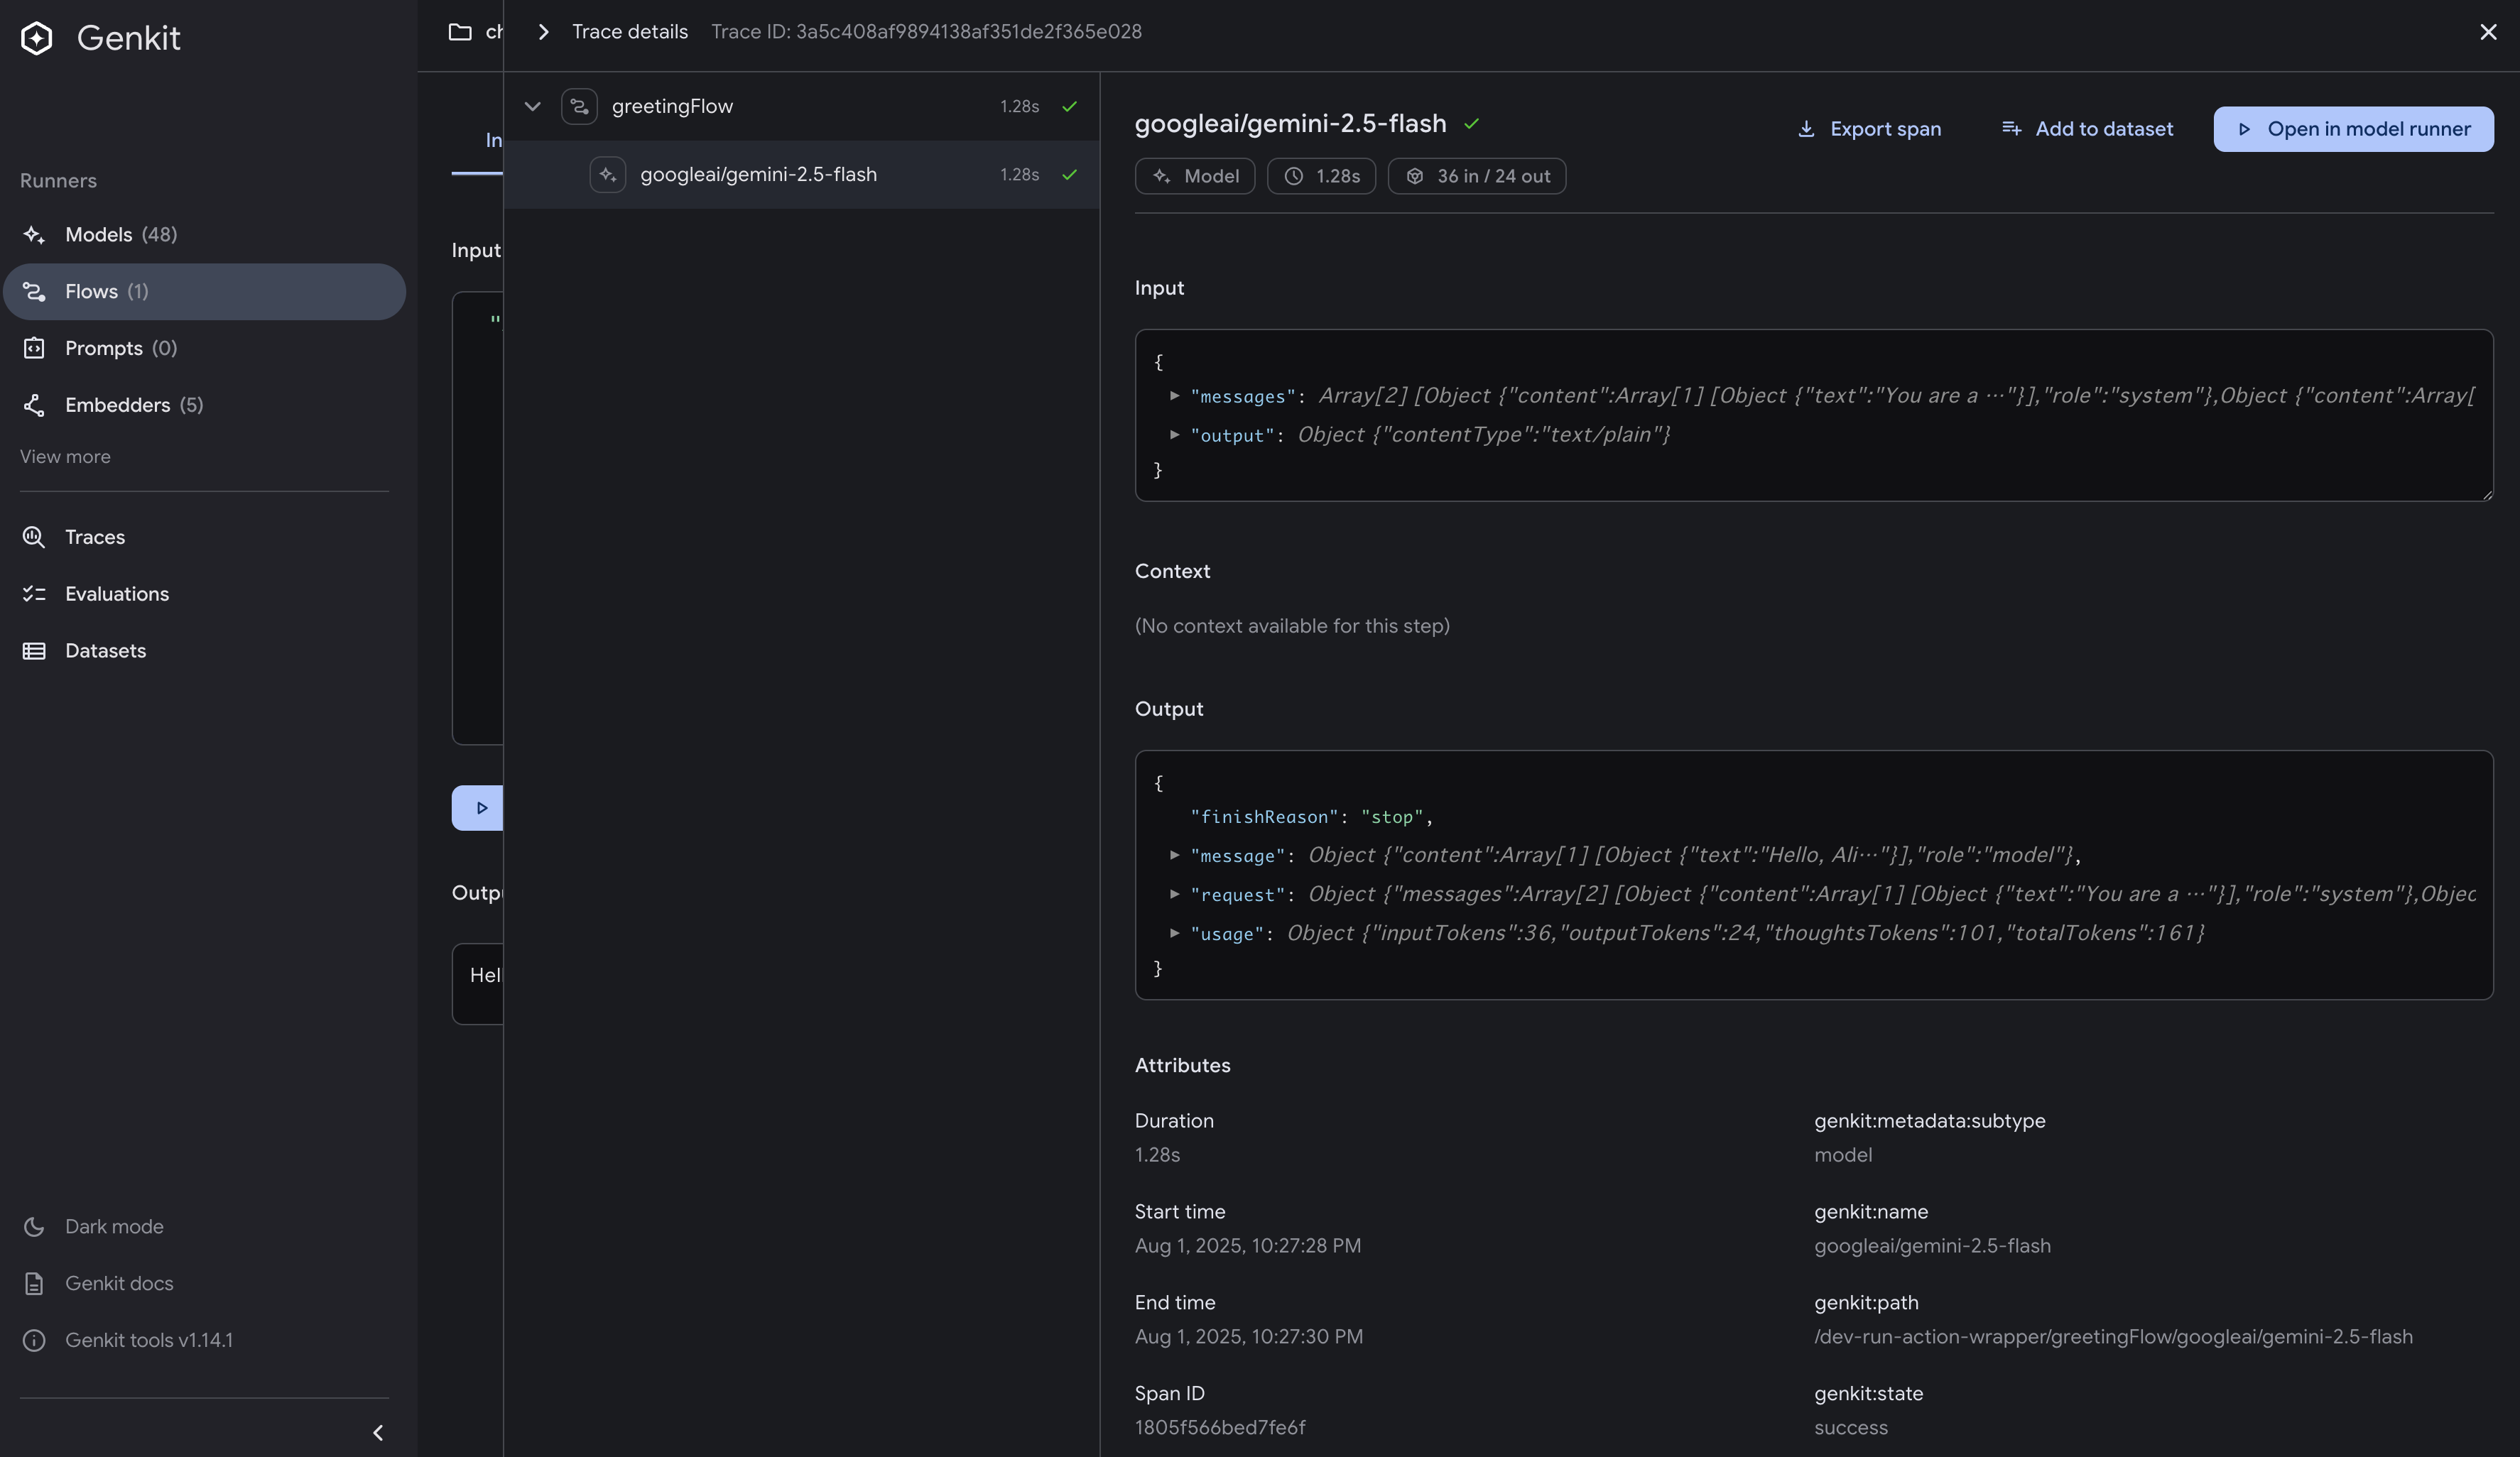 Genkit
Runners
Models (48)
Flows (1)
Prompts (0)
Embedders (5)
View more
Traces
Evaluations
Datasets
Dark mode
Genkit docs
Genkit tools v1.14.1
ch
In
Input
"
Outpu
Hell
Trace details Trace ID: 3a5c408af9894138af351de2f365e028
greetingFlow 1.28s
googleai/gemini-2.5-flash 1.28s
googleai/gemini-2.5-flash
Export span
Add to dataset
Open in model runner
Model
1.28s
36 in / 24 out
Input
{
"messages": Array[2] [Object {"content":Array[1] [Object {"text":"You are a ···"}],"role":"system"},Object {"content":Array[
"output": Object {"contentType":"text/plain"}
}
Context
(No context available for this step)
Output
{
"finishReason": "stop",
"message": Object {"content":Array[1] [Object {"text":"Hello, Ali···"}],"role":"model"},
"request": Object {"messages":Array[2] [Object {"content":Array[1] [Object {"text":"You are a ···"}],"role":"system"},Objec
"usage": Object {"inputTokens":36,"outputTokens":24,"thoughtsTokens":101,"totalTokens":161}
}
Attributes
Duration
1.28s
genkit:metadata:subtype
model
Start time
Aug 1, 2025, 10:27:28 PM
genkit:name
googleai/gemini-2.5-flash
End time
Aug 1, 2025, 10:27:30 PM
genkit:path
/dev-run-action-wrapper/greetingFlow/googleai/gemini-2.5-flash
Span ID
1805f566bed7fe6f
genkit:state
success